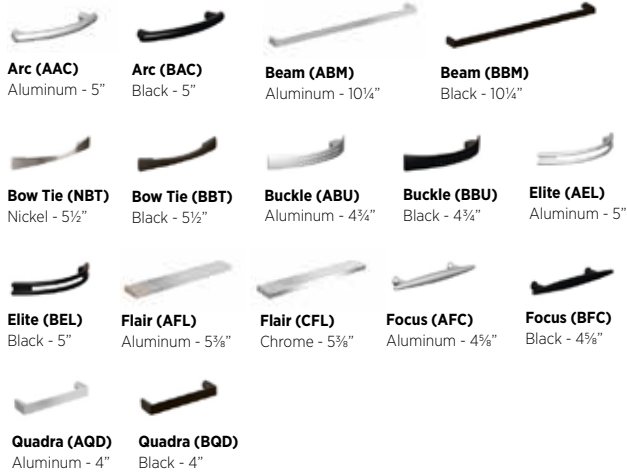 Arc (AAC)
Aluminum - 5”
Arc (BAC)
Black - 5”
Beam (ABM)
Aluminum - 10¼”
Beam (BBM)
Black - 10¼”
Bow Tie (NBT)
Nickel - 5½”
Bow Tie (BBT)
Black - 5½”
Buckle (ABU)
Aluminum - 4¾”
Buckle (BBU)
Black - 4¾”
Elite (AEL)
Aluminum - 5”
Elite (BEL)
Black - 5”
Flair (AFL)
Aluminum - 5⅜”
Flair (CFL)
Chrome - 5⅜”
Focus (AFC)
Aluminum - 4⅝”
Focus (BFC)
Black - 4⅝”
Quadra (AQD)
Aluminum - 4”
Quadra (BQD)
Black - 4”